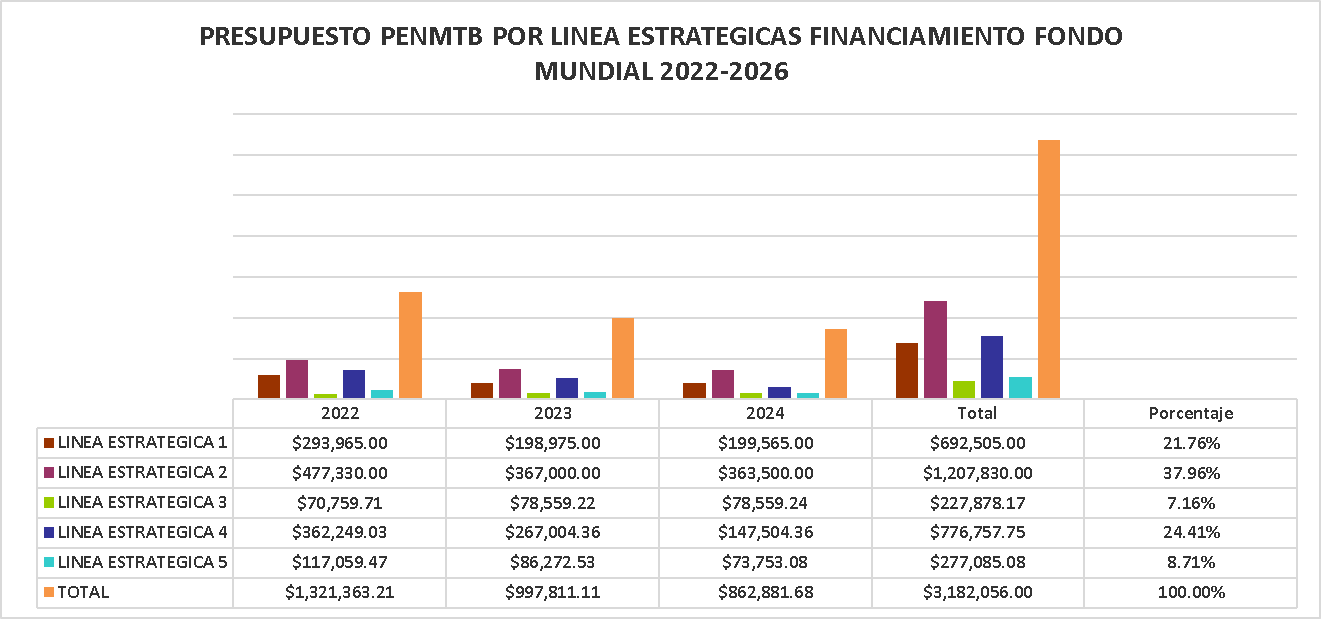 PRESUPUESTO PENMTB POR LINEA ESTRATEGICAS FINANCIAMIENTO FONDO
MUNDIAL 2022-2026
2022 2023 2024 Total Porcentaje
LINEA ESTRATEGICA 1 $293,965.00 $198,975.00 $199,565.00 $692,505.00 21.76%
LINEA ESTRATEGICA 2 $477,330.00 $367,000.00 $363,500.00 $1,207,830.00 37.96%
LINEA ESTRATEGICA 3 $70,759.71 $78,559.22 $78,559.24 $227,878.17 7.16%
LINEA ESTRATEGICA 4 $362,249.03 $267,004.36 $147,504.36 $776,757.75 24.41%
LINEA ESTRATEGICA 5 $117,059.47 $86,272.53 $73,753.08 $277,085.08 8.71%
TOTAL $1,321,363.21 $997,811.11 $862,881.68 $3,182,056.00 100.00%